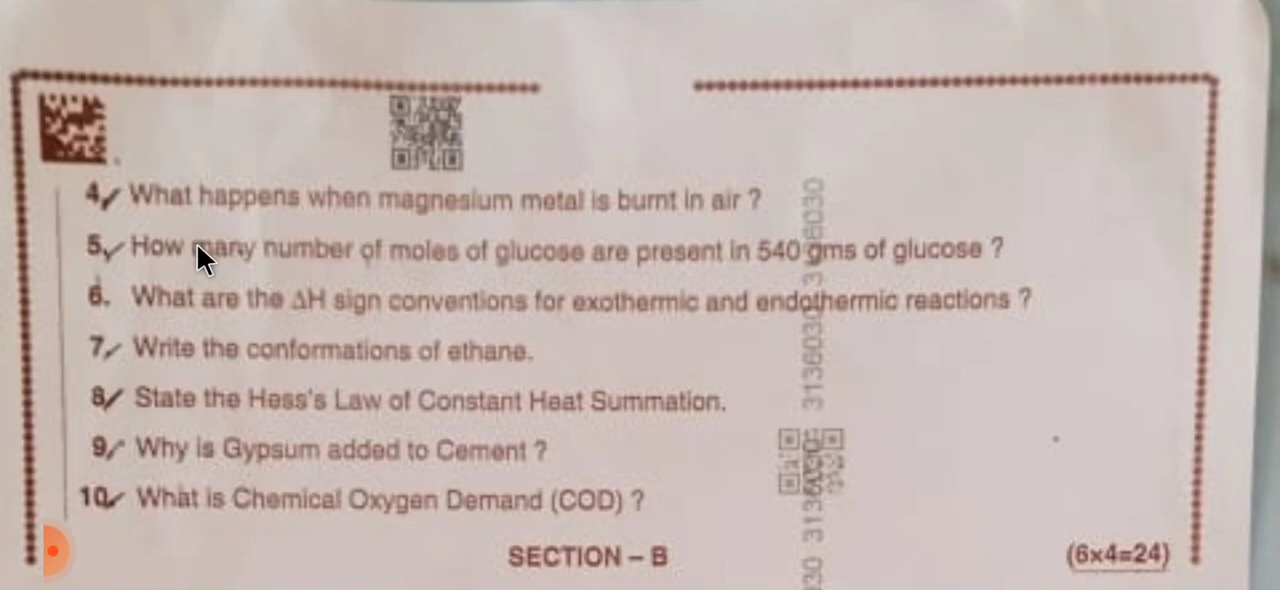 4. What happens when magnesium metal is burnt in air ?
5. How many number of moles of glucose are present in 540 gms of glucose ?
6. What are the ΔH sign conventions for exothermic and endothermic reactions ?
7. Write the conformations of ethane.
8. State the Hess's Law of Constant Heat Summation.
9. Why is Gypsum added to Cement ?
10. What is Chemical Oxygen Demand (COD) ?
SECTION – B (6x4=24)